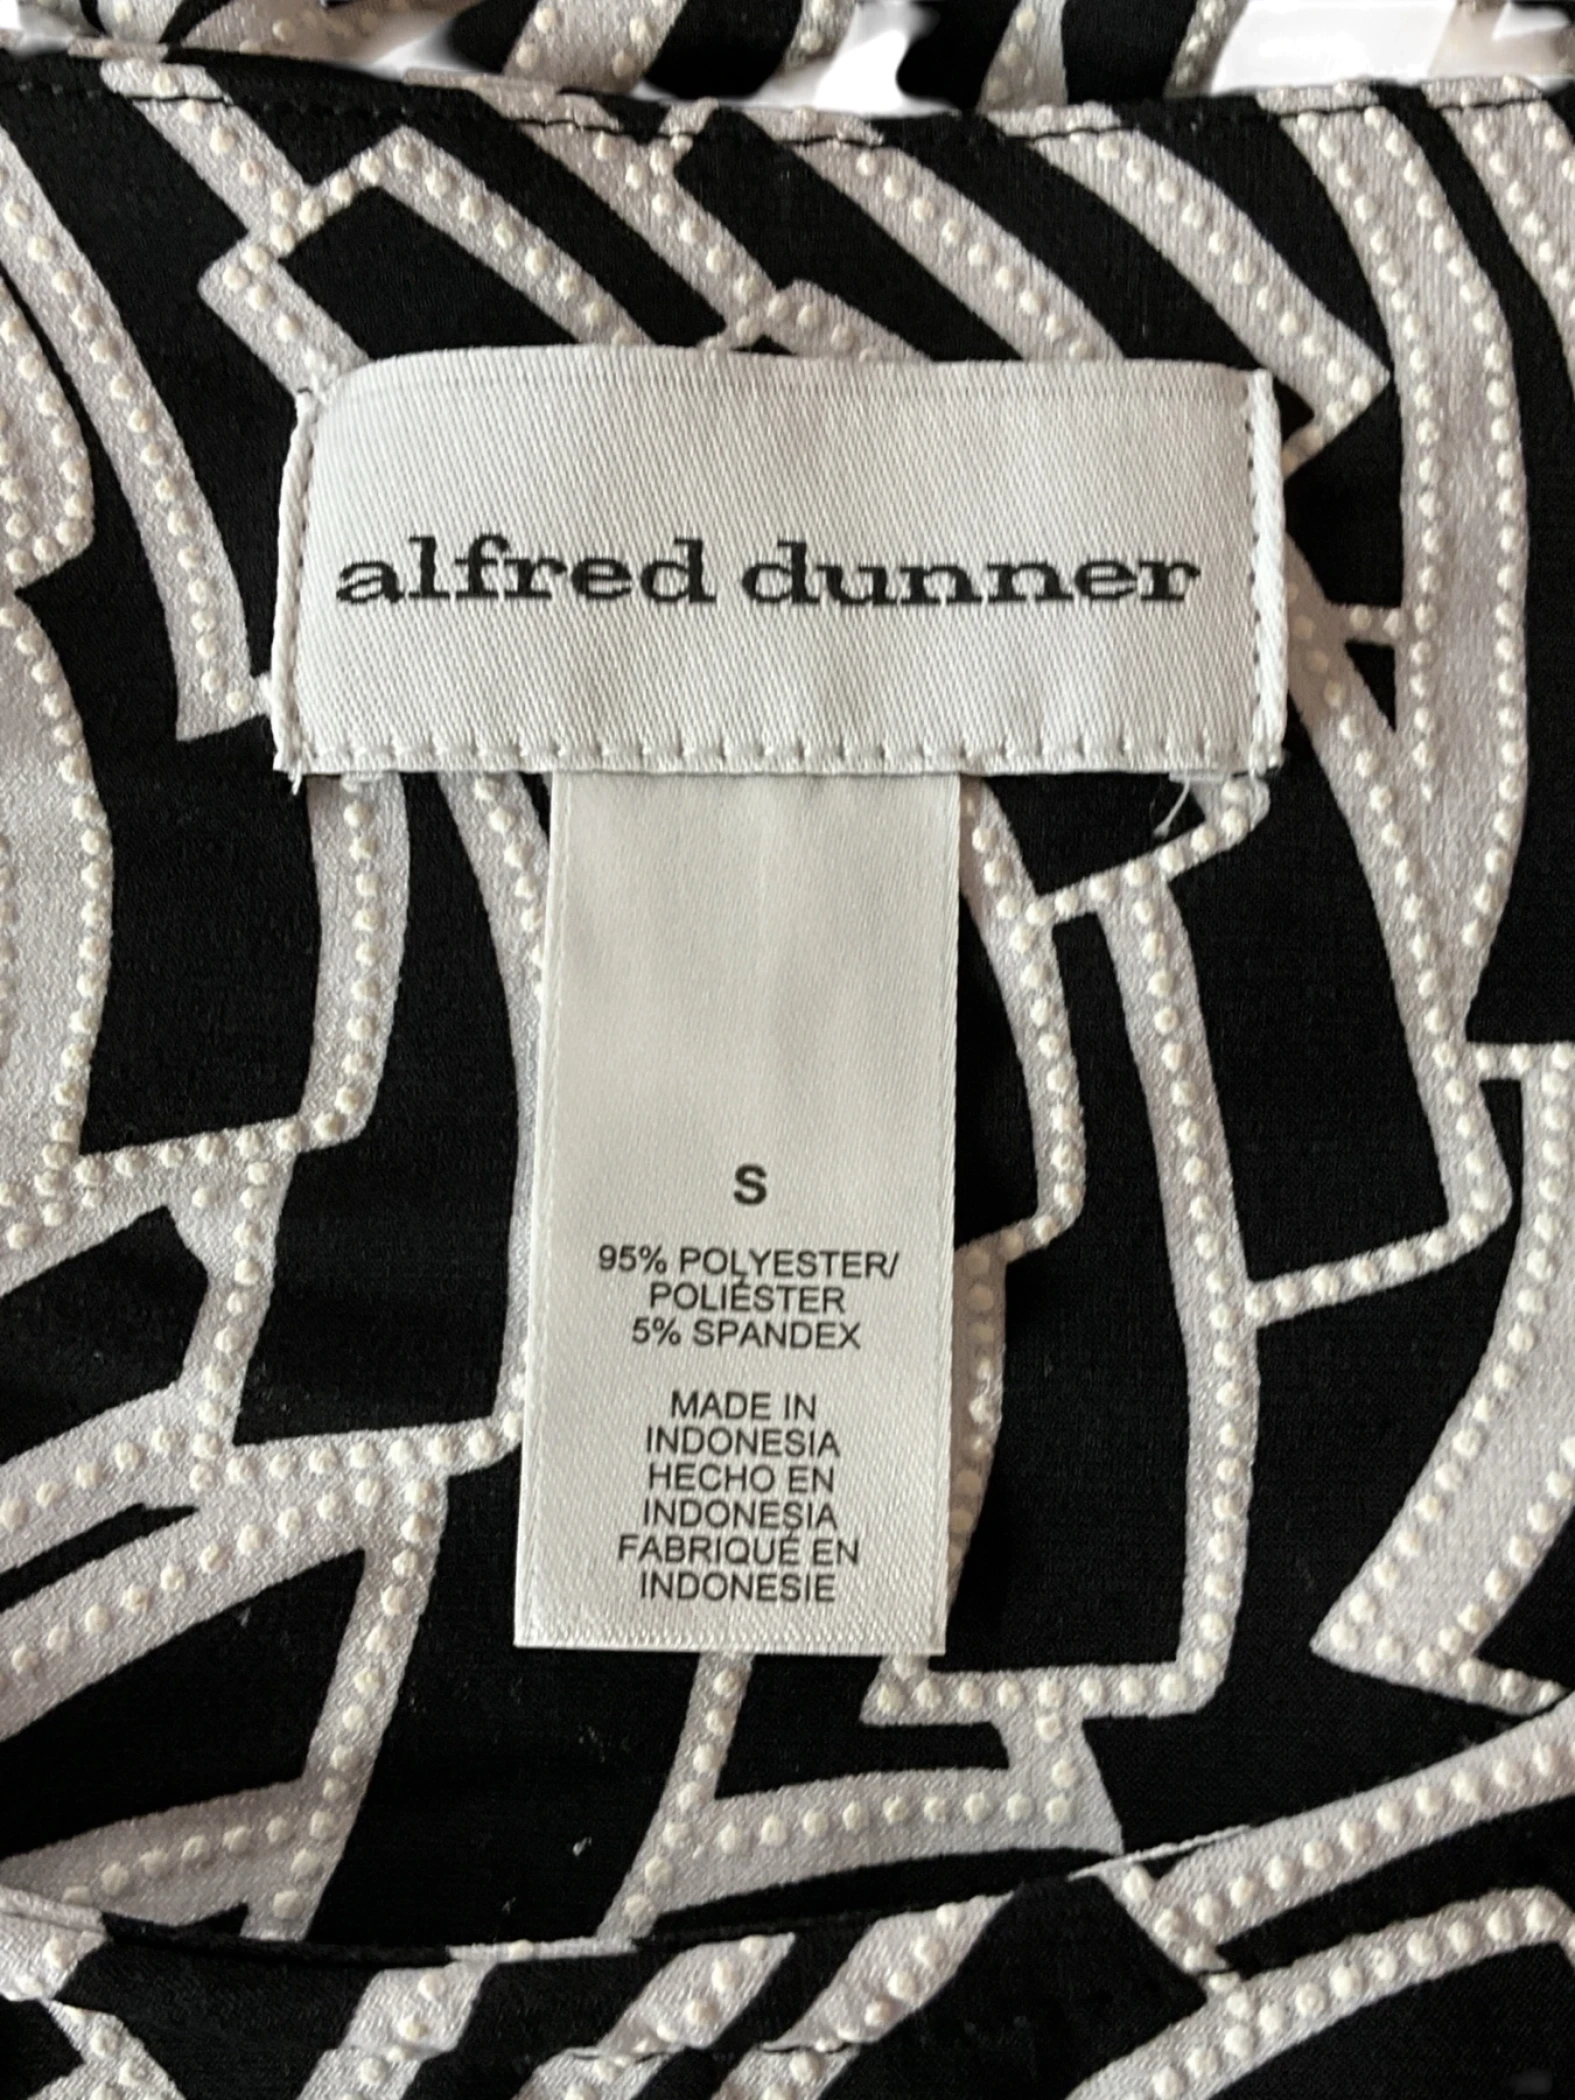 alfred dunner
S
95% POLYESTER/
POLIÉSTER
5% SPANDEX
MADE IN
INDONESIA
HECHO EN
INDONESIA
FABRIQUÉ EN
INDONESIE